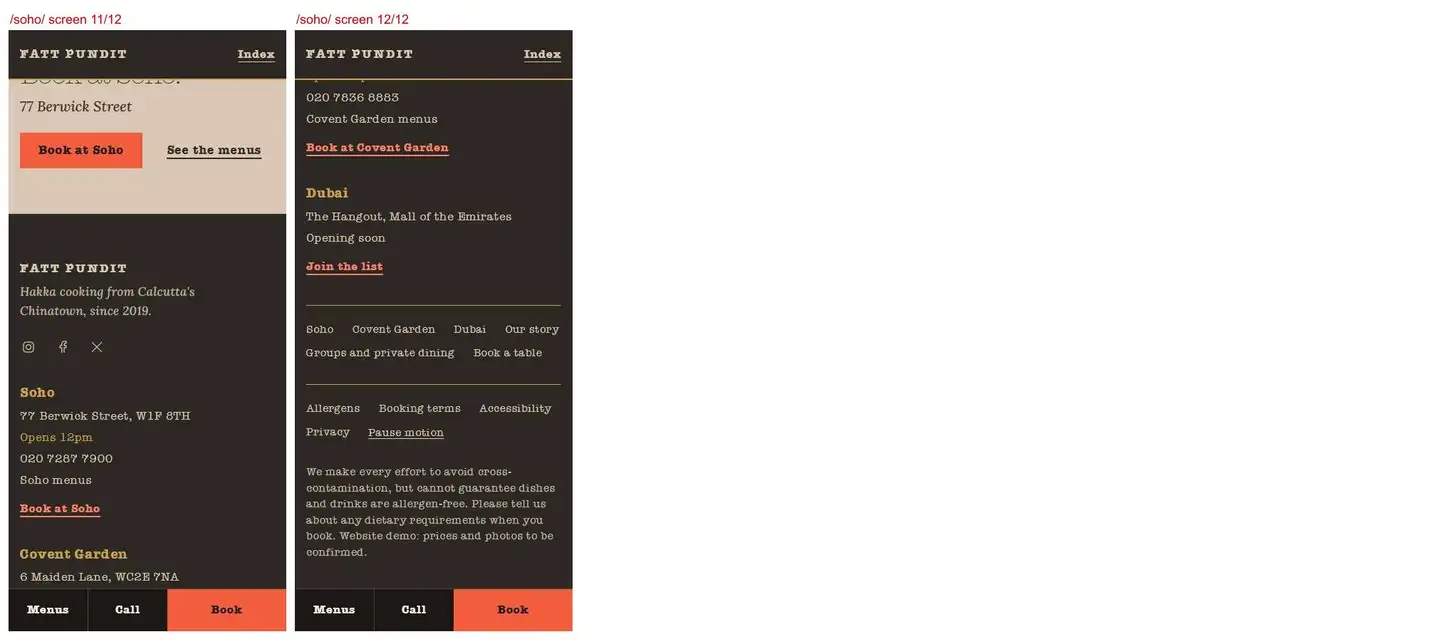 /soho/ screen 11/12
FATT PUNDIT
Index
Book at Soho.
77 Berwick Street
Book at Soho
See the menus
FATT PUNDIT
Hakka cooking from Calcutta's
Chinatown, since 2019.
Soho
77 Berwick Street, W1F 8TH
Opens 12pm
020 7287 7900
Soho menus
Book at Soho
Covent Garden
6 Maiden Lane, WC2E 7NA
Menus
Call
Book
/soho/ screen 12/12
FATT PUNDIT
Index
020 7836 8883
Covent Garden menus
Book at Covent Garden
Dubai
The Hangout, Mall of the Emirates
Opening soon
Join the list
Soho Covent Garden Dubai Our story
Groups and private dining Book a table
Allergens Booking terms Accessibility
Privacy Pause motion
We make every effort to avoid cross-
contamination, but cannot guarantee dishes
and drinks are allergen-free. Please tell us
about any dietary requirements when you
book. Website demo: prices and photos to be
confirmed.
Menus
Call
Book